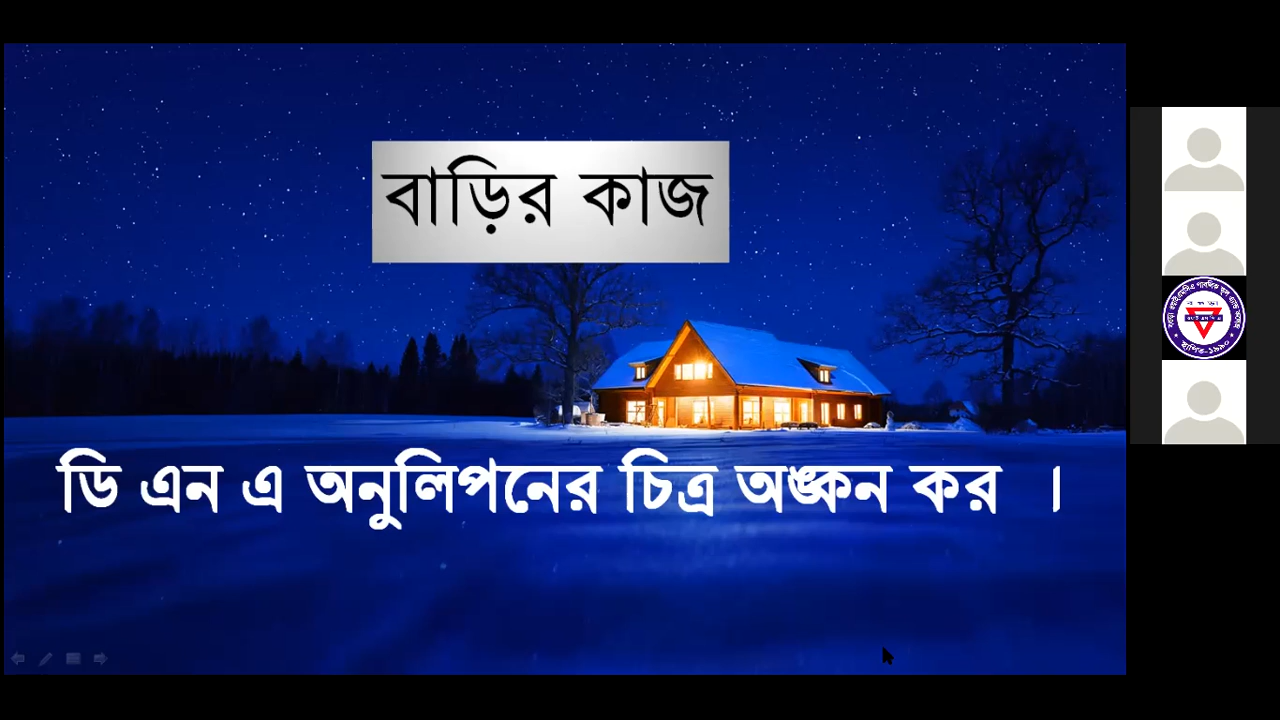 বাড়ির কাজ
ডি এন এ অনুলিপনের চিত্র অঙ্কন কর ।